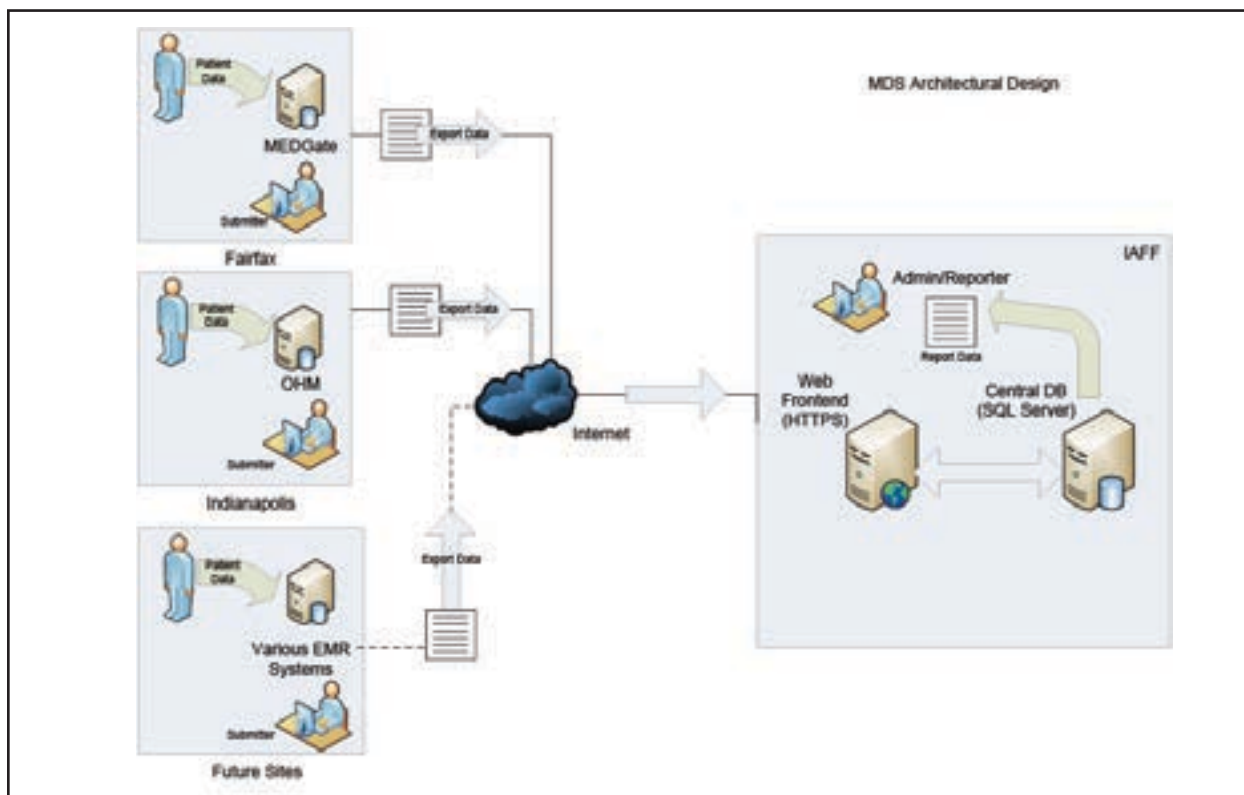 MDS Architectural Design
Patient
Data
MEDGate
Submitter
Fairfax
Export Data
Patient
Data
OHM
Submitter
Indianapolis
Export Data
Patient
Data
Various EMR
Systems
Submitter
Future Sites
Export Data
Internet
IAFF
Admin/Reporter
Report Data
Web
Frontend
(HTTPS)
Central DB
(SQL Server)